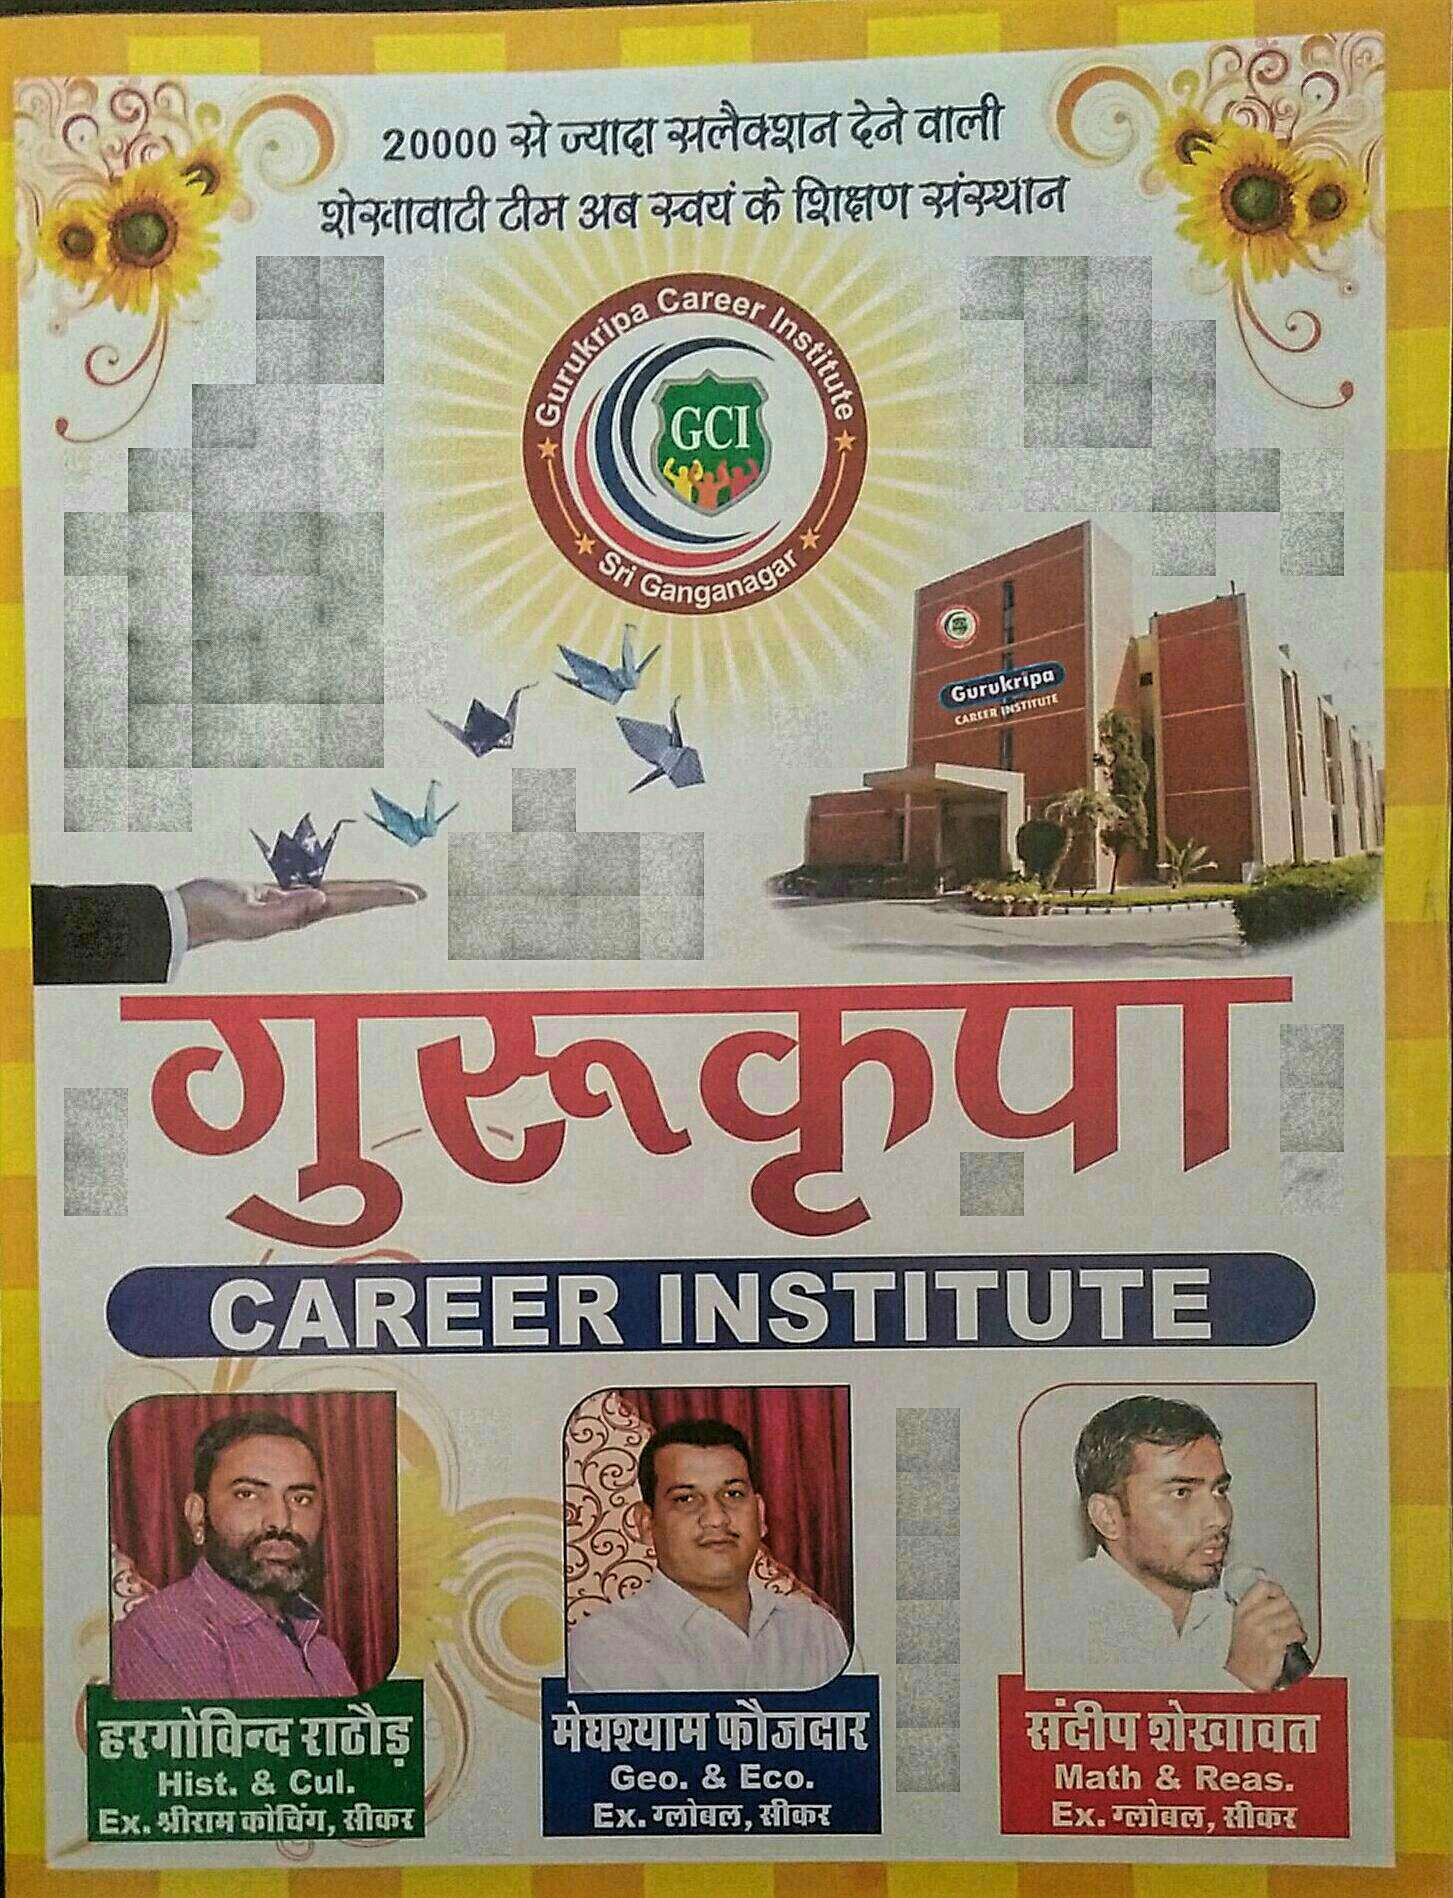 20000 से ज्यादा सलैक्शन देने वाली
शेखावाटी टीम अब स्वयं के शिक्षण संस्थान
Gurukripa Career Institute
GCI
Sri Ganganagar
GCI
Gurukripa
CAREER INSTITUTE
गुरूकृपा
CAREER INSTITUTE
हरगोविन्द राठौड़
Hist. & Cul.
Ex. श्रीराम कोचिंग, सीकर
मेघश्याम फौजदार
Geo. & Eco.
Ex. ग्लोबल, सीकर
संदीप शेखावत
Math & Reas.
Ex. ग्लोबल, सीकर